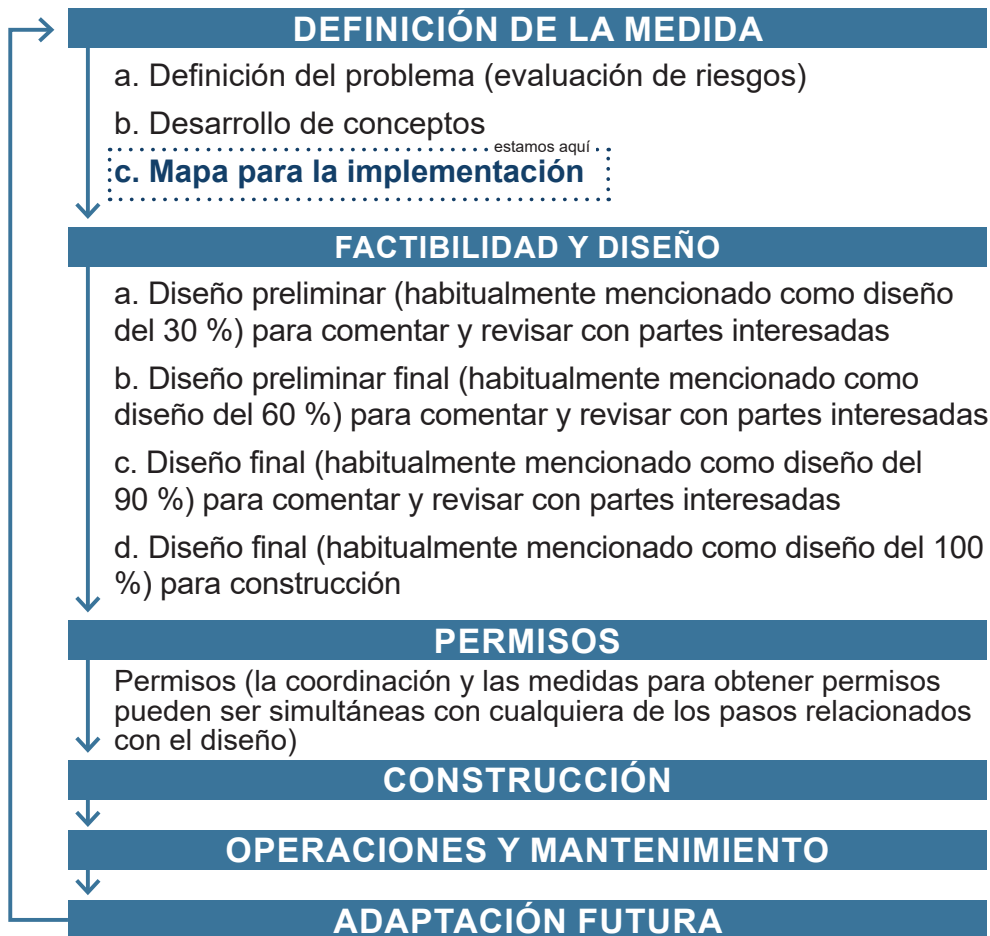 DEFINICIÓN DE LA MEDIDA
a. Definición del problema (evaluación de riesgos)
b. Desarrollo de conceptos
estamos aquí
c. Mapa para la implementación
FACTIBILIDAD Y DISEÑO
a. Diseño preliminar (habitualmente mencionado como diseño
del 30 %) para comentar y revisar con partes interesadas
b. Diseño preliminar final (habitualmente mencionado como
diseño del 60 %) para comentar y revisar con partes interesadas
c. Diseño final (habitualmente mencionado como diseño del
90 %) para comentar y revisar con partes interesadas
d. Diseño final (habitualmente mencionado como diseño del 100
%) para construcción
PERMISOS
Permisos (la coordinación y las medidas para obtener permisos
pueden ser simultáneas con cualquiera de los pasos relacionados
con el diseño)
CONSTRUCCIÓN
OPERACIONES Y MANTENIMIENTO
ADAPTACIÓN FUTURA